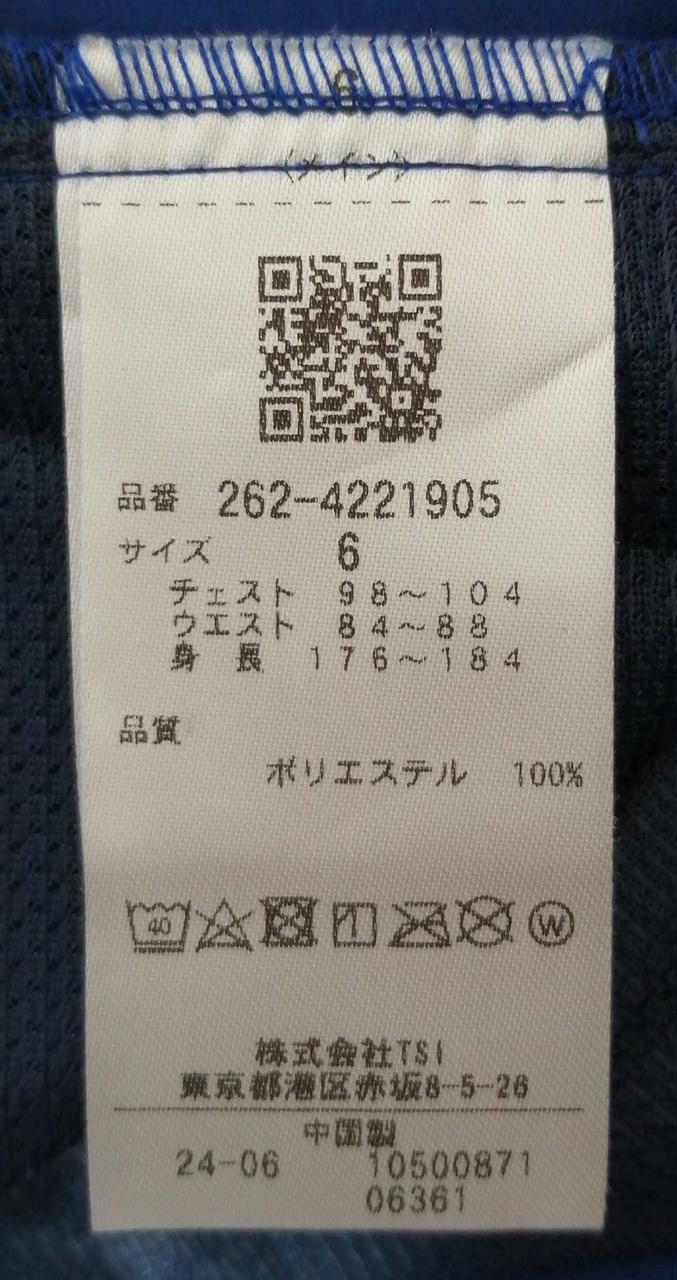 6
(メイン)
品番 262-4221905
サイズ 6
チェスト 98～104
ウエスト 84～88
身 長 176～184
品質
ポリエステル 100%
40 W
株式会社TSI
東京都港区赤坂8-5-26
中国製
24-06 10500871
06361